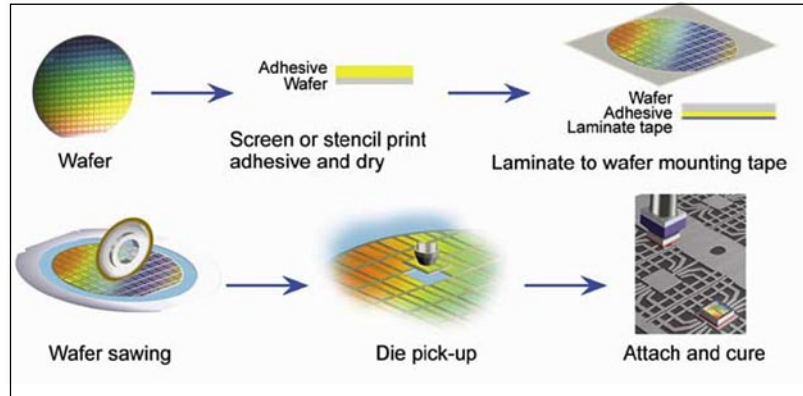 Adhesive
Wafer
Wafer
Adhesive
Laminate tape
Wafer
Screen or stencil print
adhesive and dry
Laminate to wafer mounting tape
Wafer sawing
Die pick-up
Attach and cure